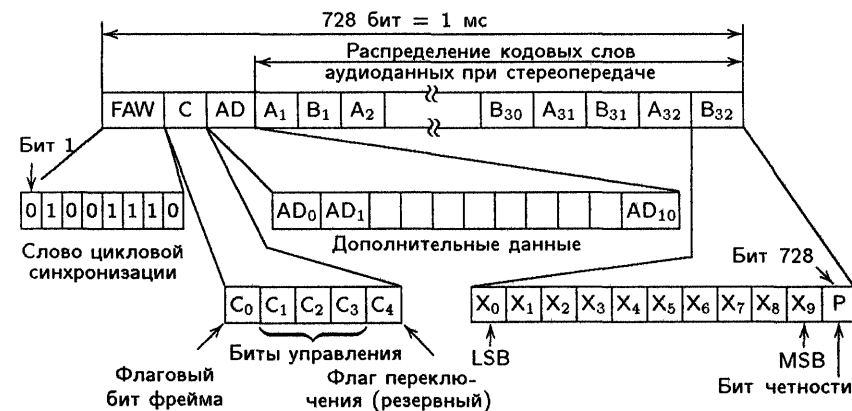 728 бит = 1 мс
Распределение кодовых слов
аудиоданных при стереопередаче
FAW C AD A₁ B₁ A₂ B₃₀ A₃₁ B₃₁ A₃₂ B₃₂
Бит 1
0 1 0 0 1 1 1 0
AD₀ AD₁ AD₁₀
Слово цикловой
синхронизации
Дополнительные данные
Бит 728
C₀ C₁ C₂ C₃ C₄
X₀ X₁ X₂ X₃ X₄ X₅ X₆ X₇ X₈ X₉ P
Биты управления
LSB
MSB
Флаговый
бит фрейма
Флаг переклю-
чения (резервный)
Бит четности